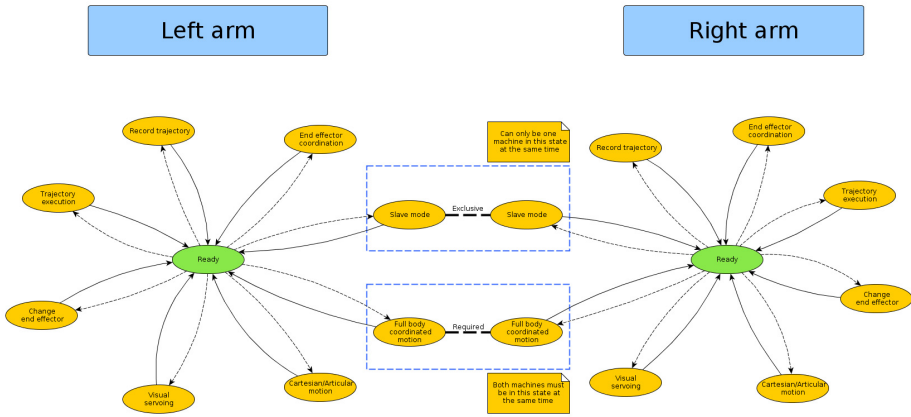 Left arm
Right arm
Record trajectory
End effector
coordination
Can only be one
machine in this state
at the same time
Record trajectory
End effector
coordination
Trajectory
execution
Slave mode
Exclusive
Slave mode
Trajectory
execution
Ready
Ready
Change
end effector
Full body
coordinated
motion
Required
Full body
coordinated
motion
Change
end effector
Visual
servoing
Cartesian/Articular
motion
Both machines must
be in this state at
the same time
Visual
servoing
Cartesian/Articular
motion